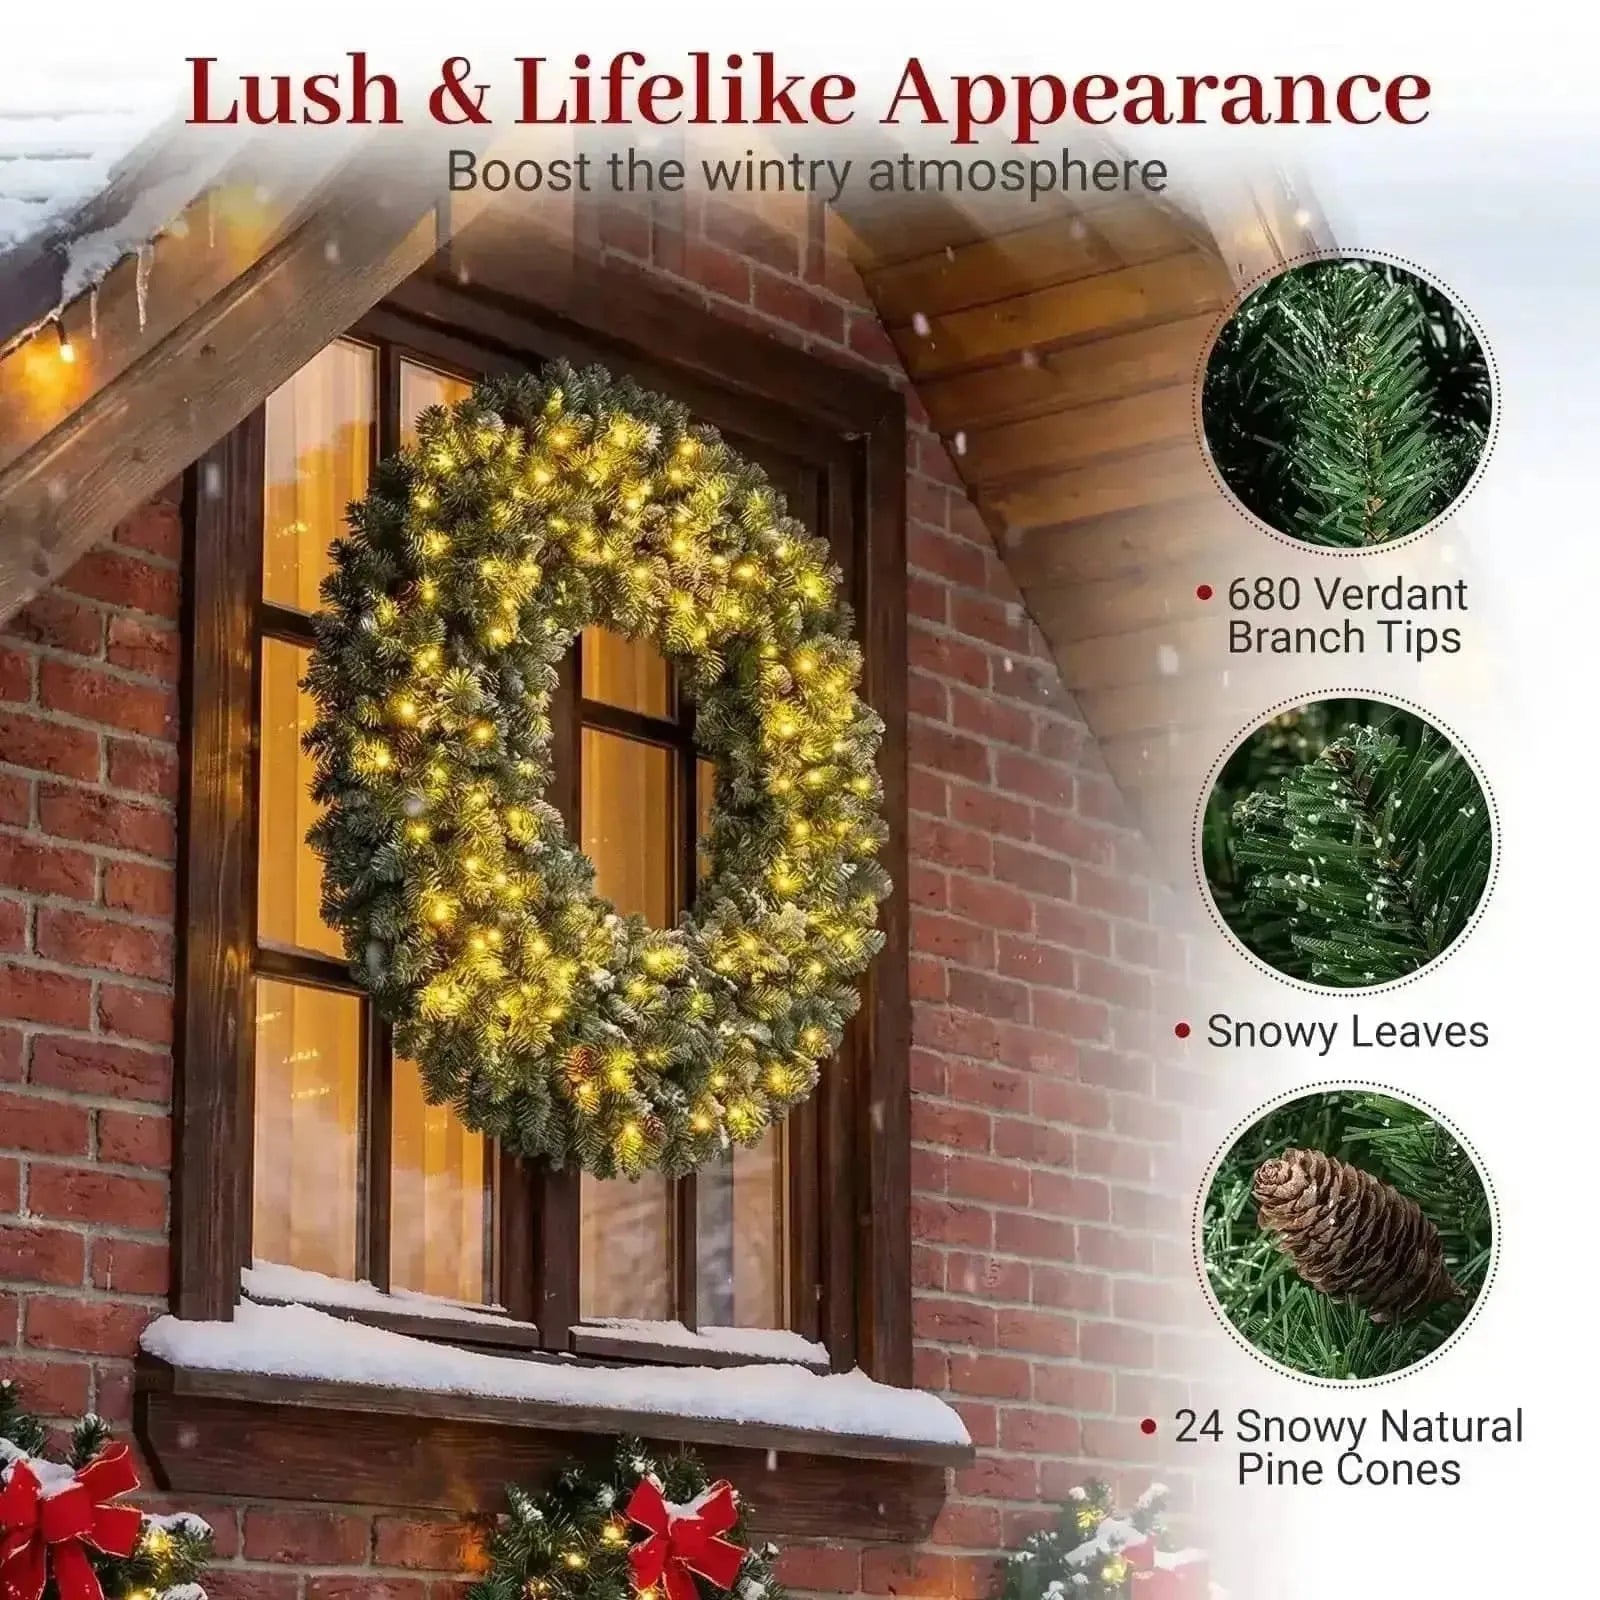 Lush & Lifelike Appearance
Boost the wintry atmosphere
• 680 Verdant
Branch Tips
• Snowy Leaves
• 24 Snowy Natural
Pine Cones